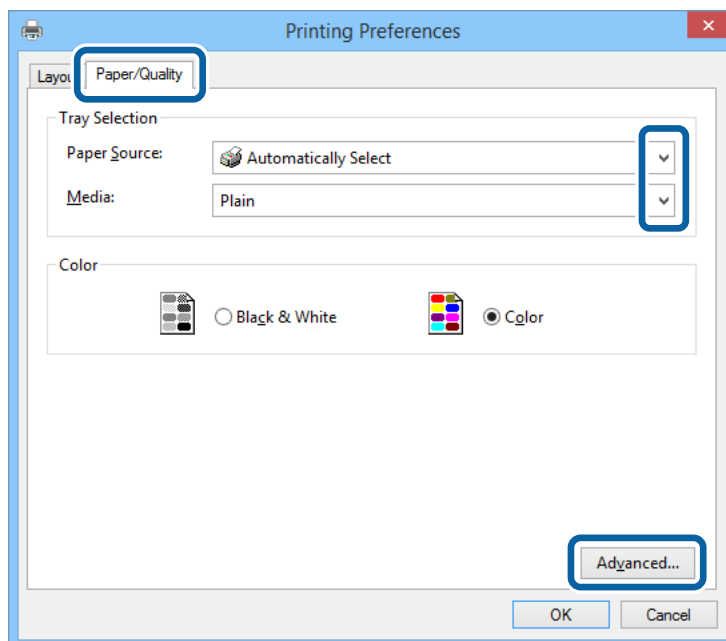 Printing Preferences
Layou
Paper/Quality
Tray Selection
Paper Source:
Automatically Select
Media:
Plain
Color
Black & White
Color
Advanced...
OK
Cancel